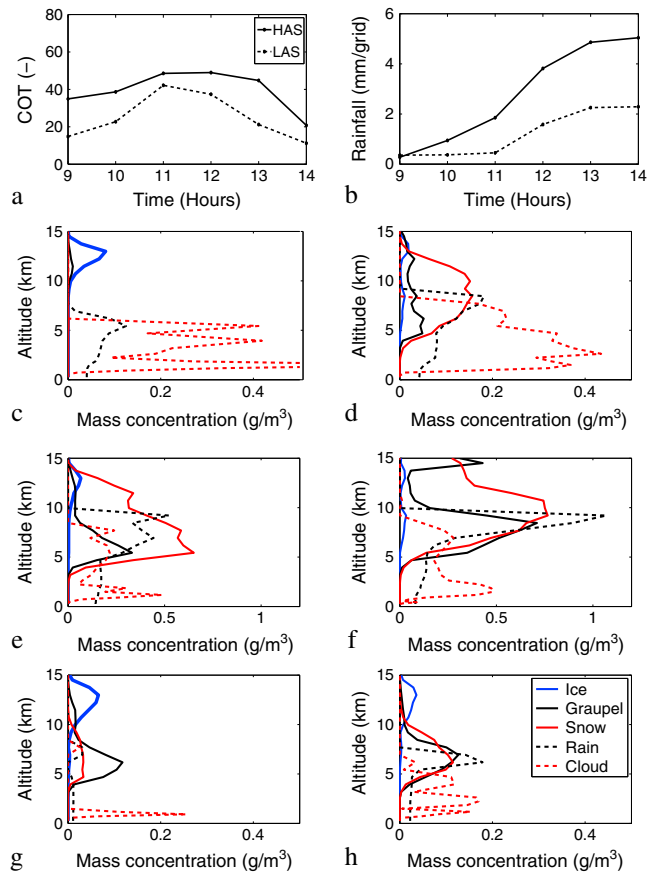 80
60
40
20
0
COT (−)
HAS
LAS
9 10 11 12 13 14
Time (Hours)
a
6
4
2
0
Rainfall (mm/grid)
9 10 11 12 13 14
Time (Hours)
b
15
10
5
0
Altitude (km)
0 0.2 0.4
Mass concentration (g/m³)
c
15
10
5
0
Altitude (km)
0 0.2 0.4 0.6
Mass concentration (g/m³)
d
15
10
5
0
Altitude (km)
0 0.5 1
Mass concentration (g/m³)
e
15
10
5
0
Altitude (km)
0 0.5 1
Mass concentration (g/m³)
f
15
10
5
0
Altitude (km)
0 0.2 0.4
Mass concentration (g/m³)
g
15
10
5
0
Altitude (km)
Ice
Graupel
Snow
Rain
Cloud
0 0.2 0.4 0.6
Mass concentration (g/m³)
h